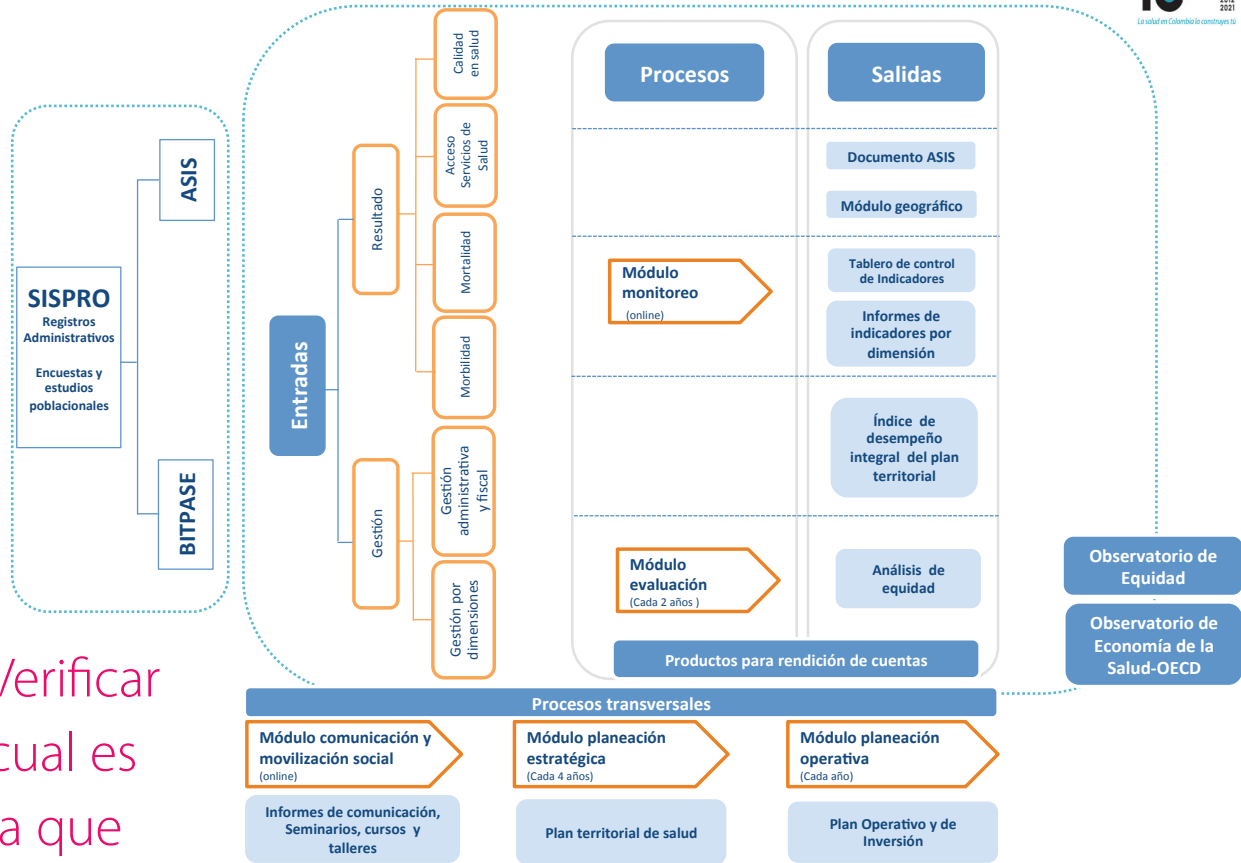 2012
2021
La salud en Colombia la construyes tú
SISPRO
Registros
Administrativos
Encuestas y
estudios
poblacionales
ASIS
BITPASE
Entradas
Resultado
Gestión
Calidad
en salud
Acceso
Servicios de
Salud
Mortalidad
Morbilidad
Gestión
administrativa
y fiscal
Gestión por
dimensiones
Procesos
Módulo
monitoreo
(online)
Módulo
evaluación
(Cada 2 años )
Salidas
Documento ASIS
Módulo geográfico
Tablero de control
de Indicadores
Informes de
indicadores por
dimensión
Índice de
desempeño
integral del plan
territorial
Análisis de
equidad
Productos para rendición de cuentas
Observatorio de
Equidad
Observatorio de
Economía de la
Salud-OECD
Procesos transversales
Módulo comunicación y
movilización social
(online)
Informes de comunicación,
Seminarios, cursos y
talleres
Módulo planeación
estratégica
(Cada 4 años)
Plan territorial de salud
Módulo planeación
operativa
(Cada año)
Plan Operativo y de
Inversión
Verificar
cual es
a que